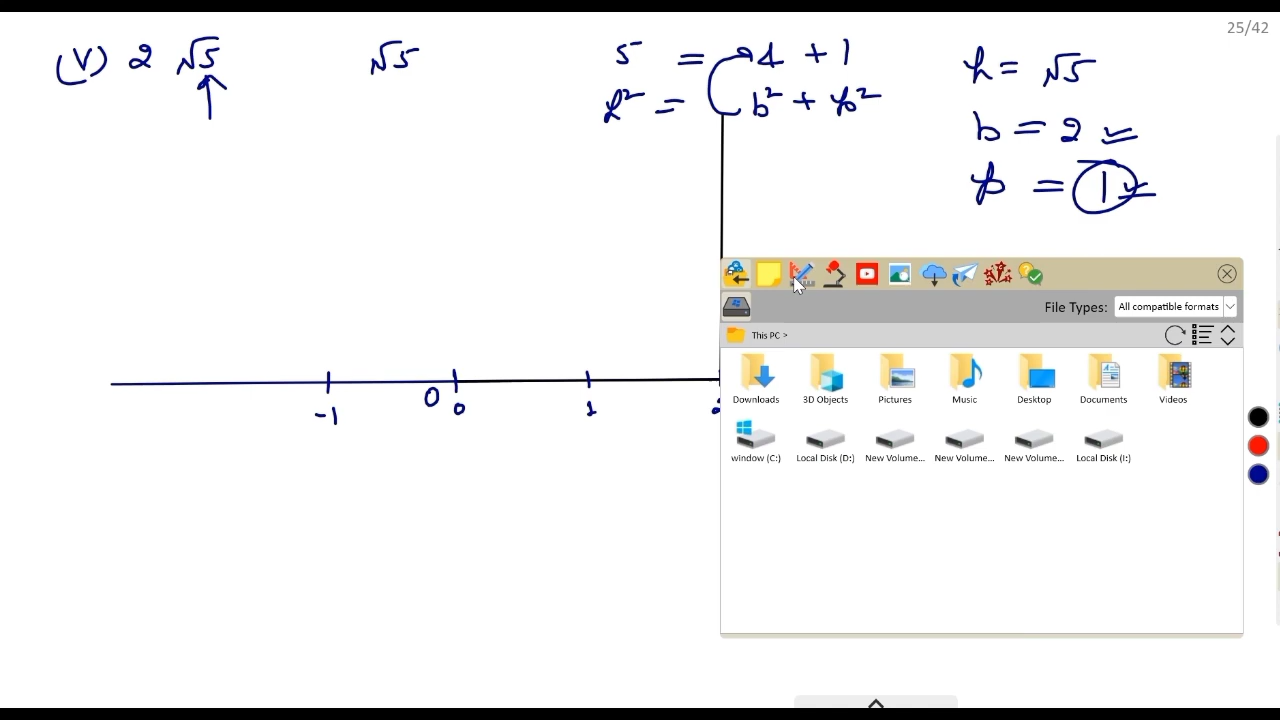 25/42
(V) 2 √5 √5 5 = 4 + 1 h = √5
h² = b² + p² b = 2
p = 1
File Types: All compatible formats
This PC >
Downloads 3D Objects Pictures Music Desktop Documents Videos
-1 0 0 1 2
window (C:) Local Disk (D:) New Volume... New Volume... New Volume... Local Disk (I:)